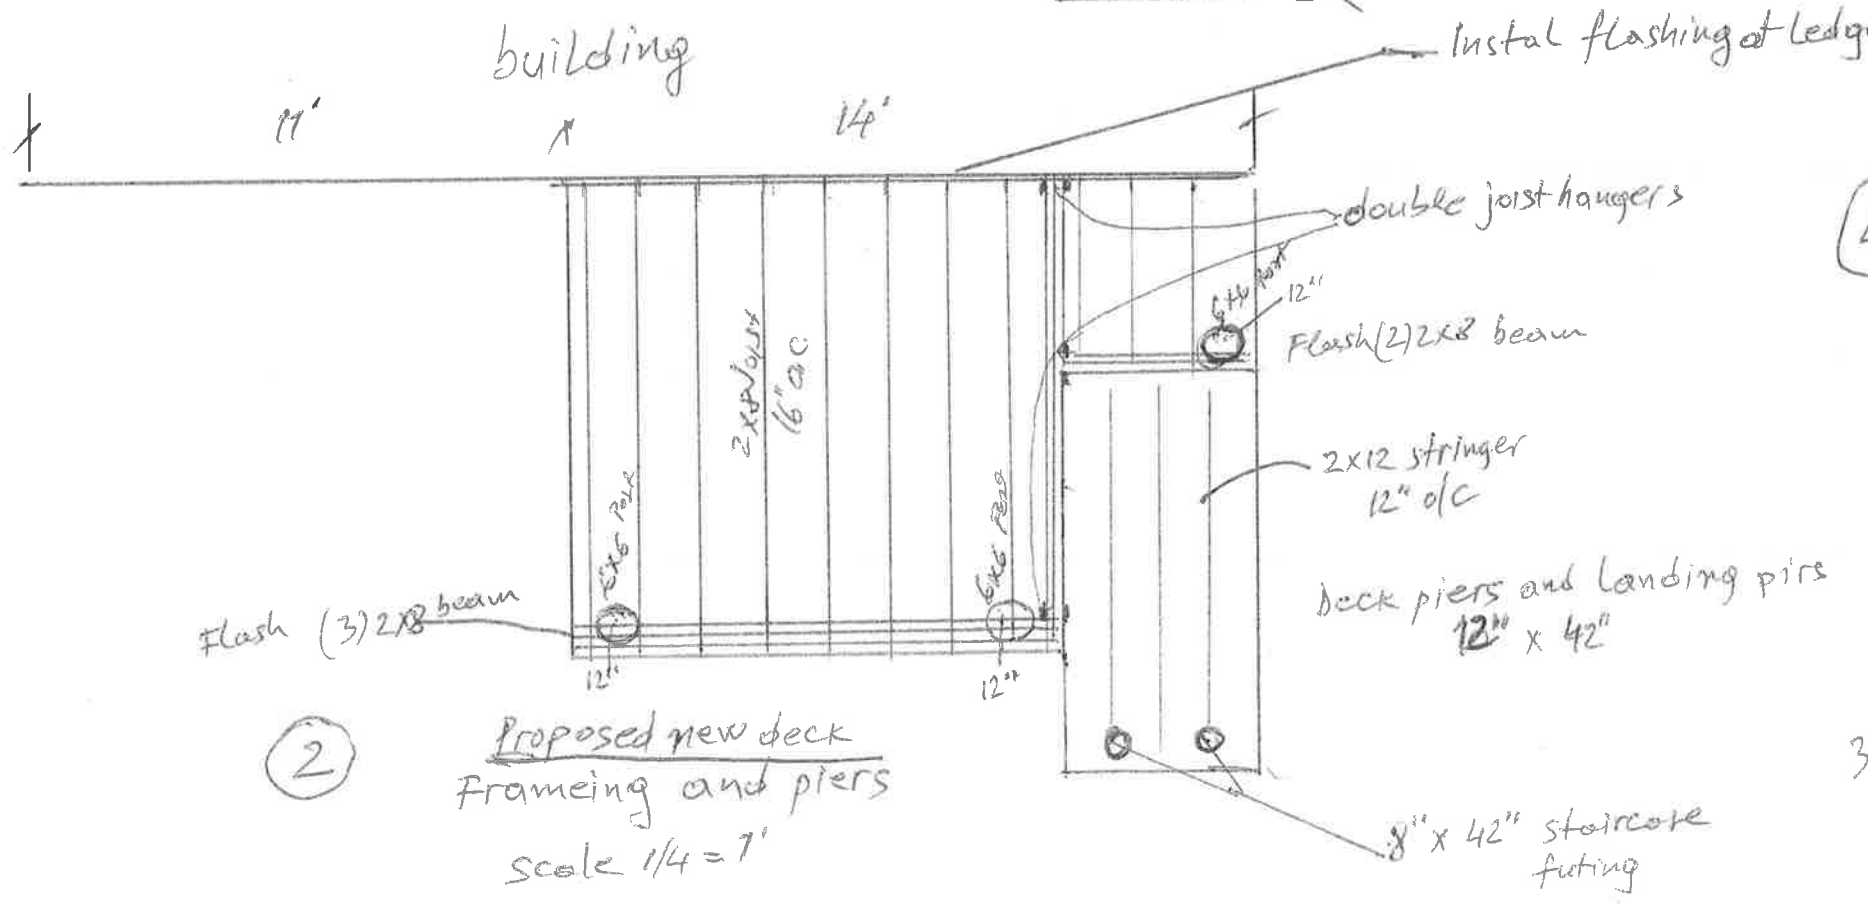 building
Instal flashing at Ledg
11'
14'
double joist hangers
6x6 Post
12"
Flash (2) 2x8 beam
2x8 Joist
16" oc
2x12 stringer
12" o/c
6x6 Post
6x6 Post
Deck piers and Landing pirs
12" x 42"
Flash (3) 2x8 beam
12"
12"
2
Proposed new deck
Frameing and piers
scale 1/4 = 1'
3
8" x 42" staircase
futing